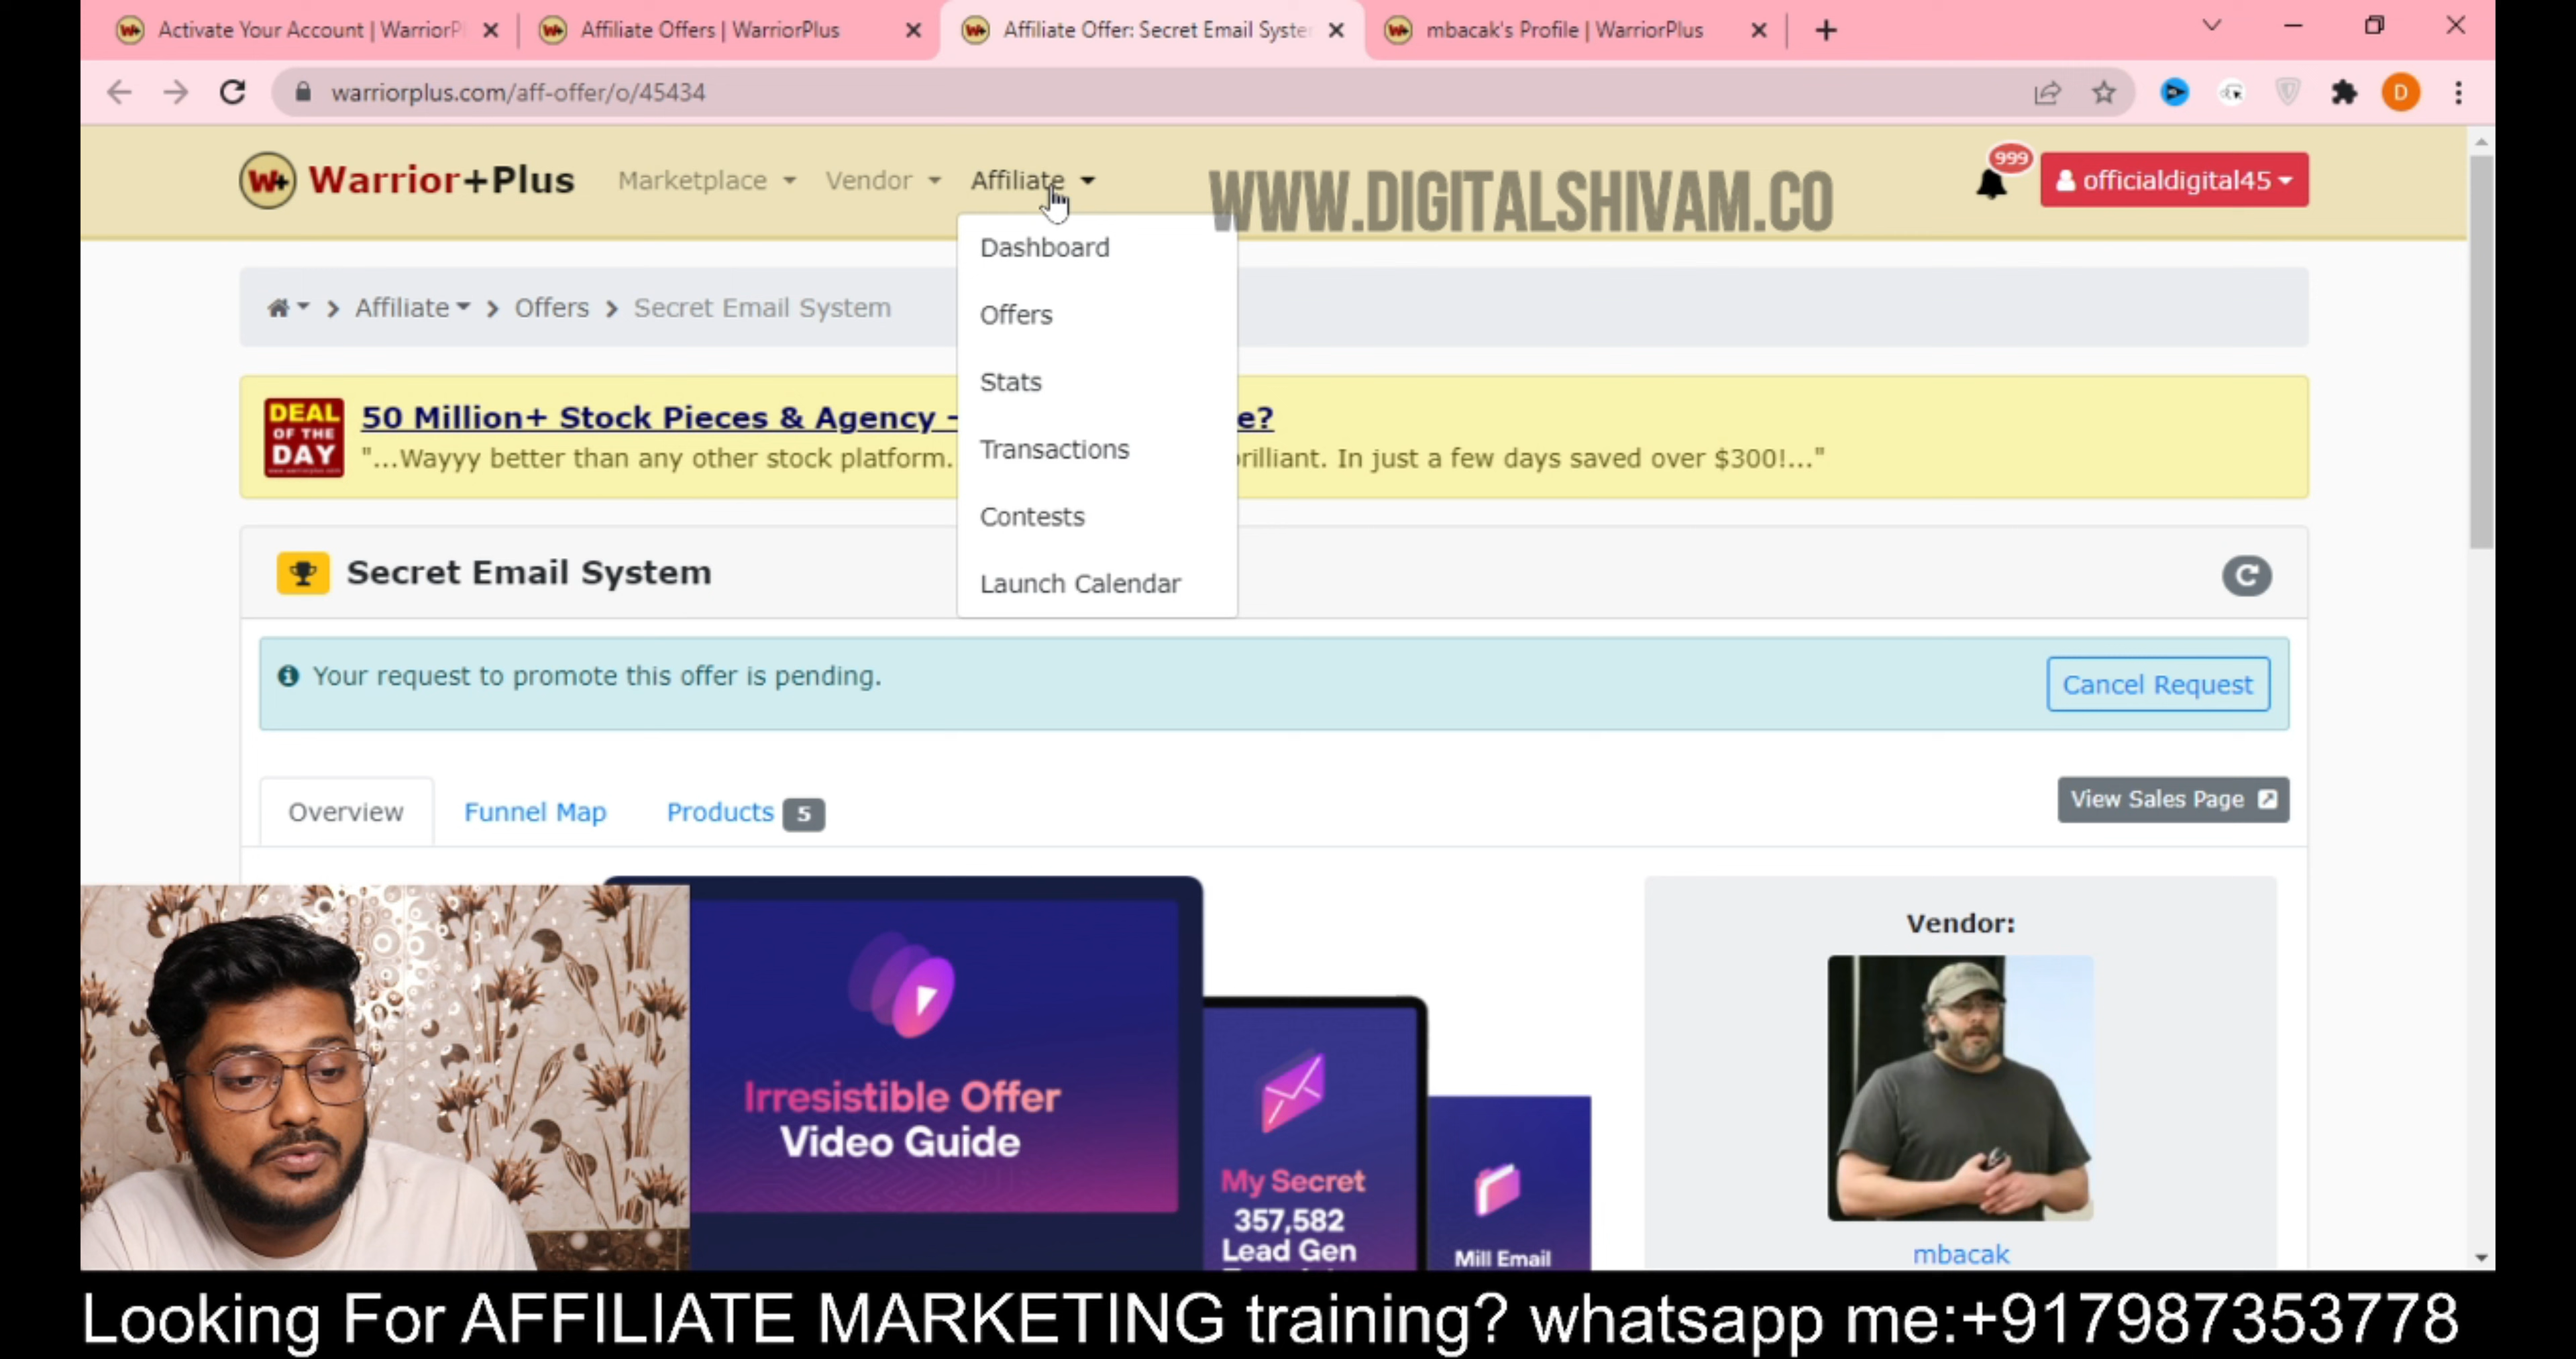 Activate Your Account | WarriorPl
Affiliate Offers | WarriorPlus
Affiliate Offer: Secret Email Syste
mbacak's Profile | WarriorPlus
warriorplus.com/aff-offer/o/45434
D
W+ Warrior+Plus
Marketplace
Vendor
Affiliate
WWW.DIGITALSHIVAM.CO
999
officialdigital45
Dashboard
Offers
Stats
Transactions
Contests
Launch Calendar
Affiliate
Offers
Secret Email System
DEAL
OF THE
DAY
50 Million+ Stock Pieces & Agency - e?
"...Wayyy better than any other stock platform. rilliant. In just a few days saved over $300!..."
Secret Email System
Your request to promote this offer is pending.
Cancel Request
Overview
Funnel Map
Products 5
View Sales Page
Irresistible Offer
Video Guide
My Secret
357,582
Lead Gen
Mill Email
Vendor:
mbacak
Looking For AFFILIATE MARKETING training? whatsapp me:+917987353778